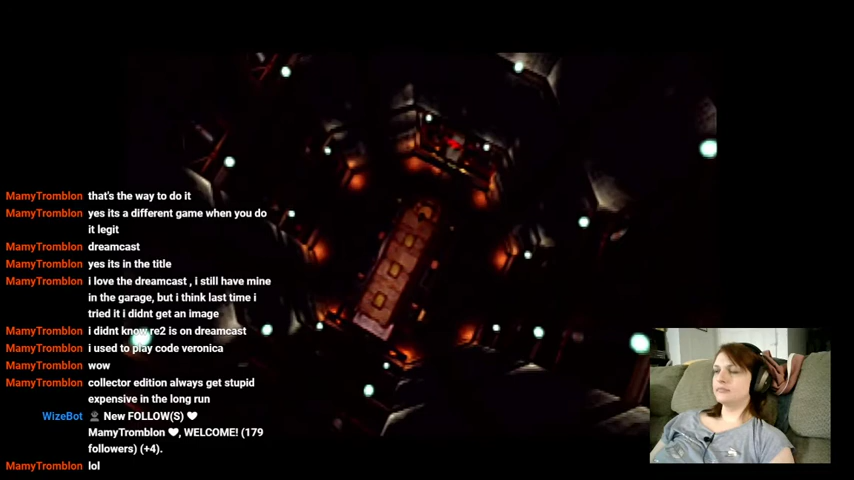 MamyTromblon that's the way to do it
MamyTromblon yes its a different game when you do
it legit
MamyTromblon dreamcast
MamyTromblon yes its in the title
MamyTromblon i love the dreamcast , i still have mine
in the garage, but i think last time i
tried it i didnt get an image
MamyTromblon i didnt know re2 is on dreamcast
MamyTromblon i used to play code veronica
MamyTromblon wow
MamyTromblon collector edition always get stupid
expensive in the long run
WizeBot New FOLLOW(S)
MamyTromblon , WELCOME! (179
followers) (+4).
MamyTromblon lol